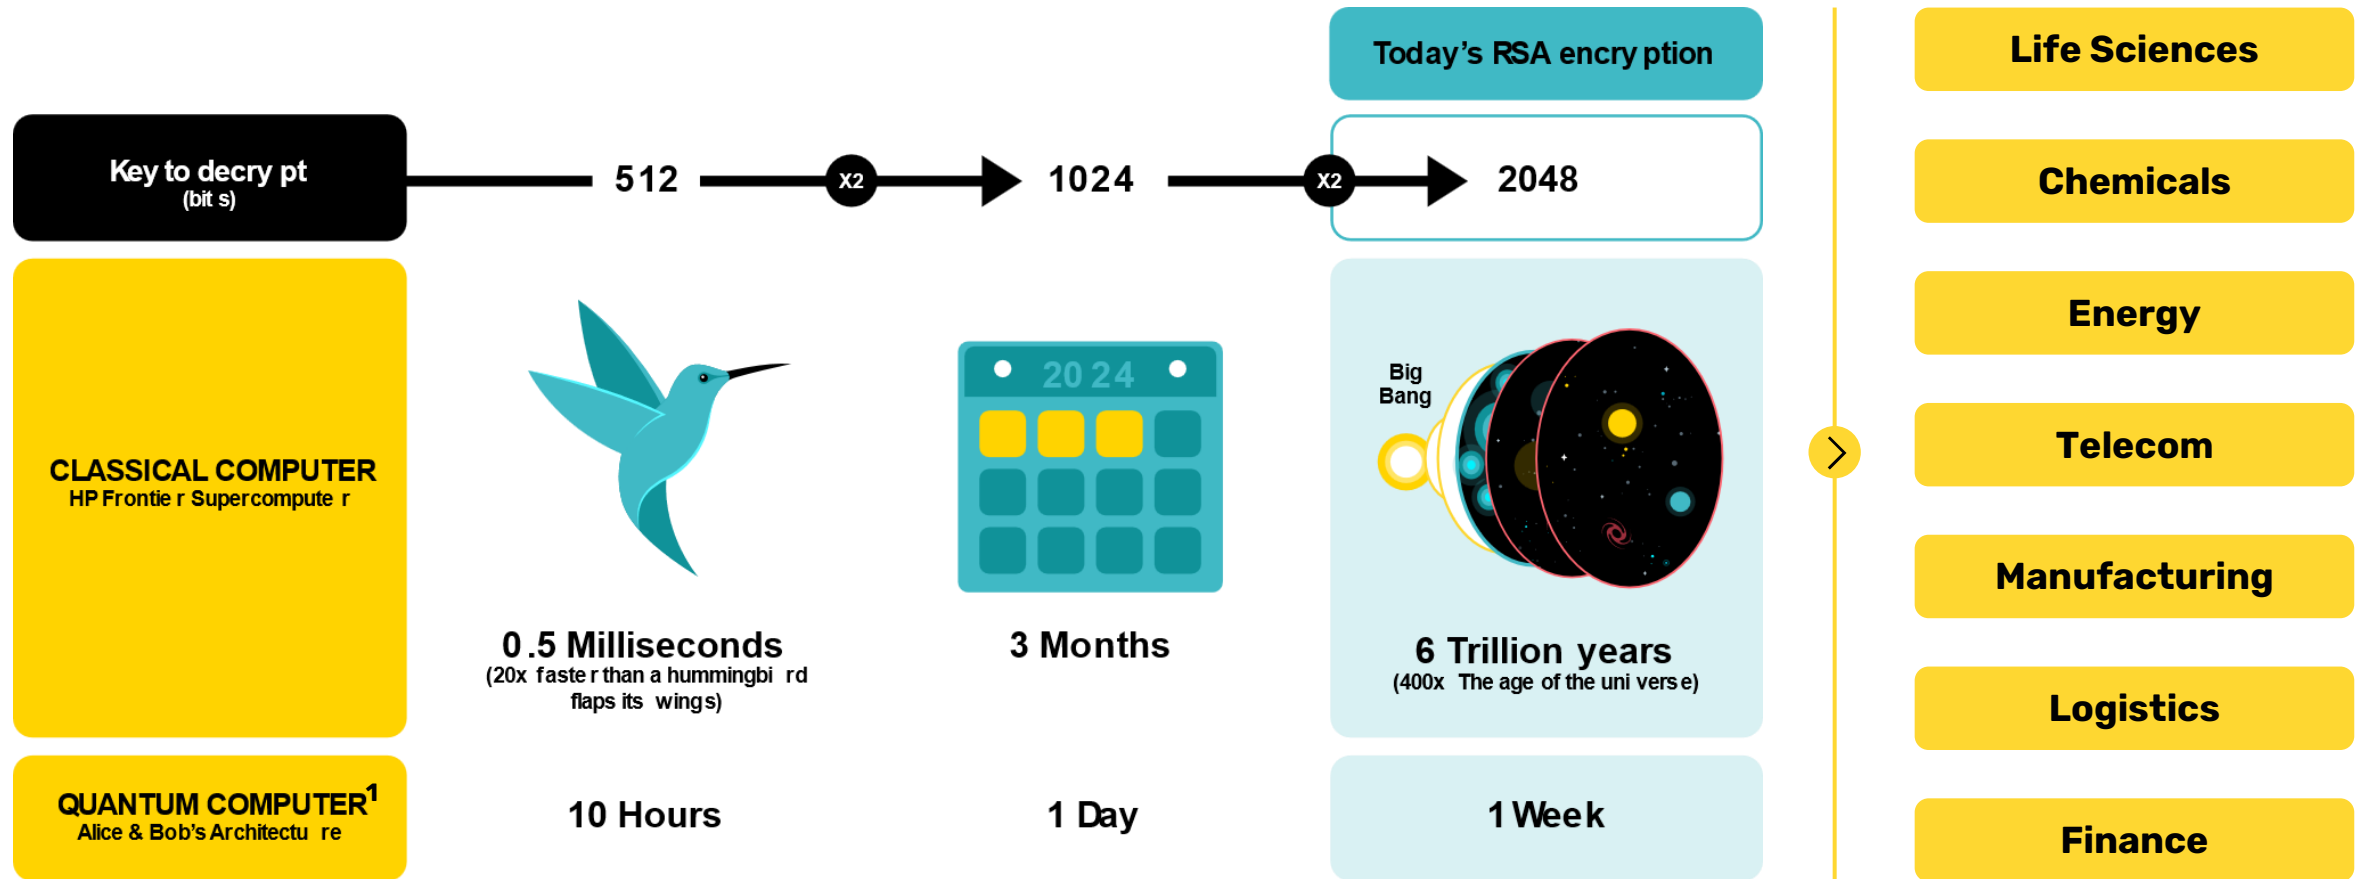 Today's RSA encryption
Key to decrypt
(bits)
512
X2
1024
X2
2048
CLASSICAL COMPUTER
HP Frontier Supercomputer
2024
Big
Bang
0.5 Milliseconds
(20x faster than a hummingbird
flaps its wings)
3 Months
6 Trillion years
(400x The age of the universe)
QUANTUM COMPUTER¹
Alice & Bob's Architecture
10 Hours
1 Day
1 Week
Life Sciences
Chemicals
Energy
Telecom
Manufacturing
Logistics
Finance